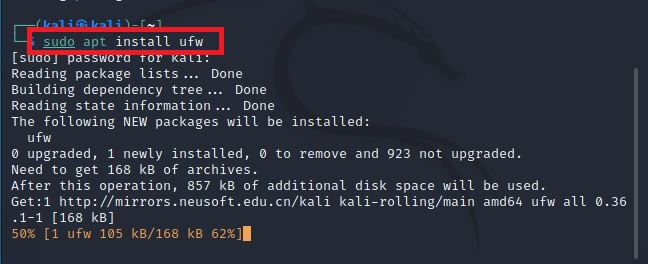 ┌──(kali㉿kali)-[~]
└─$ sudo apt install ufw
[sudo] password for kali:
Reading package lists... Done
Building dependency tree... Done
Reading state information... Done
The following NEW packages will be installed:
  ufw
0 upgraded, 1 newly installed, 0 to remove and 923 not upgraded.
Need to get 168 kB of archives.
After this operation, 857 kB of additional disk space will be used.
Get:1 http://mirrors.neusoft.edu.cn/kali kali-rolling/main amd64 ufw all 0.36
.1-1 [168 kB]
50% [1 ufw 105 kB/168 kB 62%]